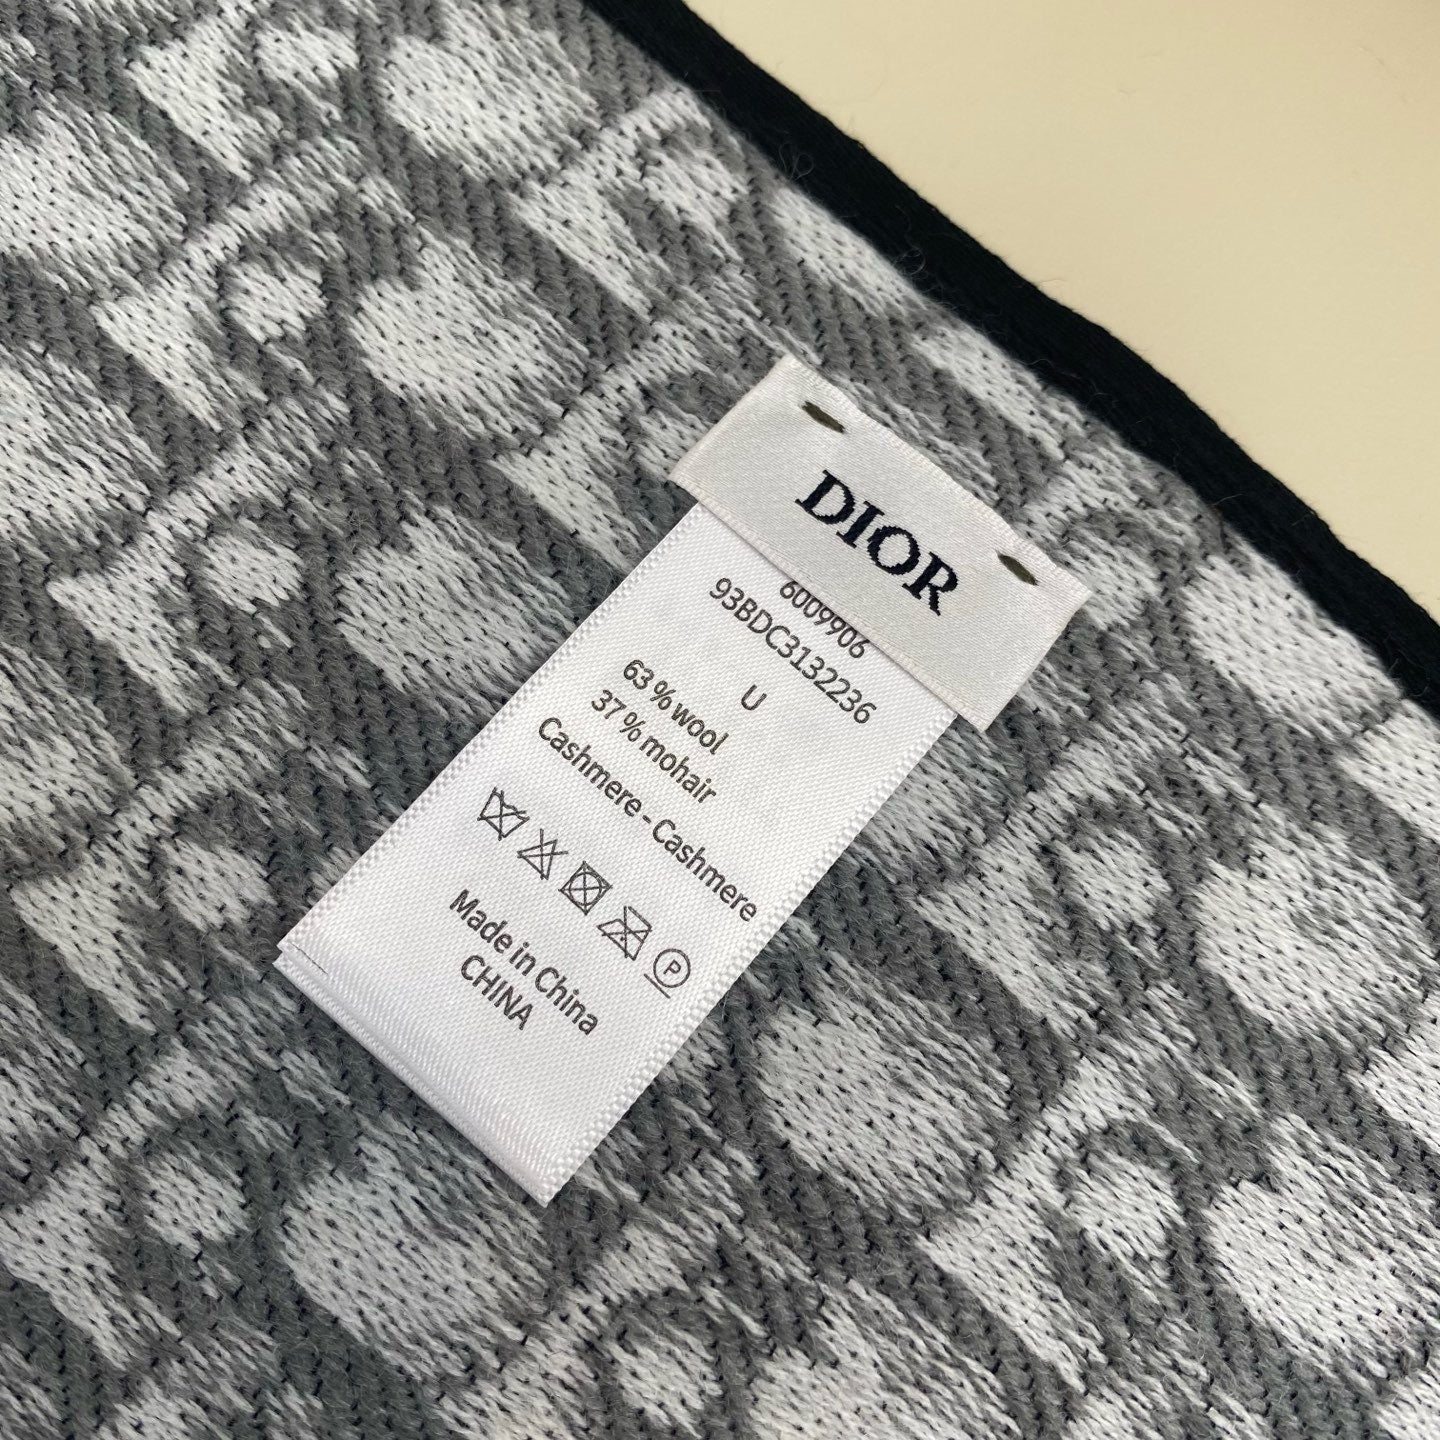 DIOR
6009906
93BDC3132236
U
63%wool
37%mohair
Cashmere-Cashmere
P
Made in China
CHINA